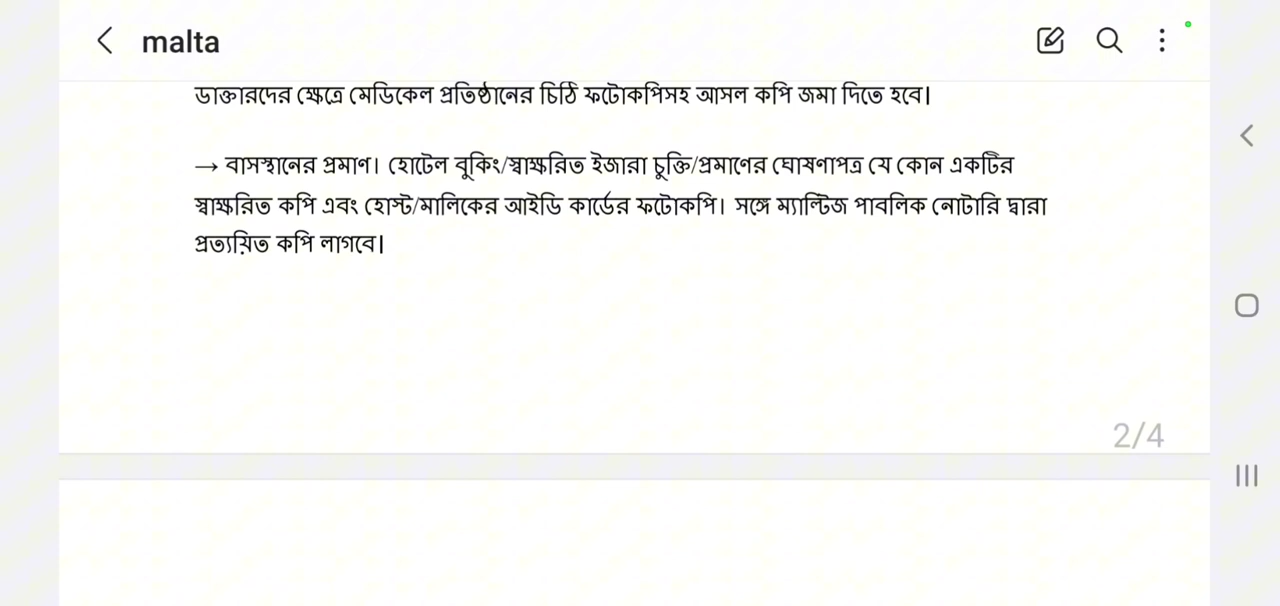 malta
ডাক্তারদের ক্ষেত্রে মেডিকেল প্রতিষ্ঠানের চিঠি ফটোকপিসহ আসল কপি জমা দিতে হবে।
→ বাসস্থানের প্রমাণ। হোটেল বুকিং/স্বাক্ষরিত ইজারা চুক্তি/প্রমাণের ঘোষণাপত্র যে কোন একটির
স্বাক্ষরিত কপি এবং হোস্ট/মালিকের আইডি কার্ডের ফটোকপি। সঙ্গে ম্যাল্টিজ পাবলিক নোটারি দ্বারা
প্রত্যয়িত কপি লাগবে।
2/4